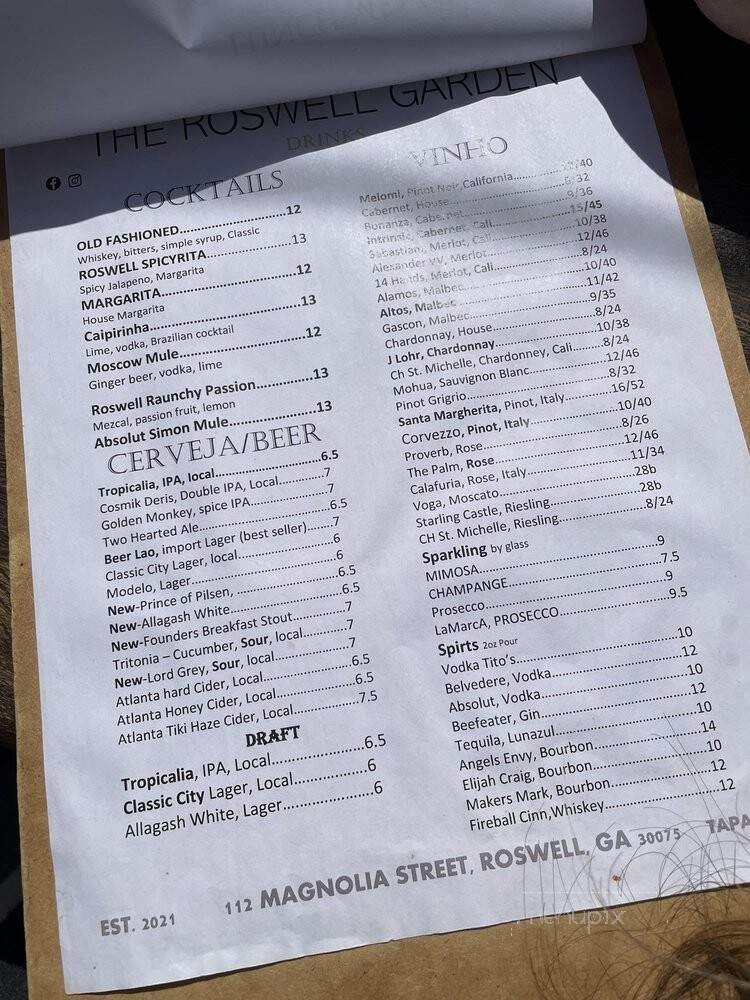 THE ROSWELL GARDEN
DRINKS
COCKTAILS
OLD FASHIONED..............................12
Whiskey, bitters, simple syrup, Classic
ROSWELL SPICYRITA........................13
Spicy Jalapeno, Margarita
MARGARITA......................................12
House Margarita
Caipirinha..........................................13
Lime, vodka, Brazilian cocktail
Moscow Mule...................................12
Ginger beer, vodka, lime
Roswell Raunchy Passion...............13
Mezcal, passion fruit, lemon
Absolut Simon Mule.......................13
CERVEJA/BEER
Tropicalia, IPA, local...........................6.5
Cosmik Deris, Double IPA, Local...........7
Golden Monkey, spice IPA...................7
Two Hearted Ale.................................6.5
Beer Lao, import Lager (best seller).......7
Classic City Lager, local........................6
Modelo, Lager.....................................6
New-Prince of Pilsen, ..........................6.5
New-Allagash White............................6.5
New-Founders Breakfast Stout.............7
Tritonia – Cucumber, Sour, local...........7
New-Lord Grey, Sour, local..................7
Atlanta hard Cider, Local.....................6.5
Atlanta Honey Cider, Local..................6.5
Atlanta Tiki Haze Cider, Local..............7.5
DRAFT
Tropicalia, IPA, Local.....................6.5
Classic City Lager, Local.................6
Allagash White, Lager....................6
VINHO
Melomi, Pinot Noir California.............../40
Cabernet, House................................8/32
Bonanza, Cabernet.............................9/36
Intrinsic, Cabernet, Cali.....................15/45
Sebastiani, Merlot, Cali.....................10/38
Alexander VV, Merlot........................12/46
14 Hands, Merlot, Cali.......................8/24
Alamos, Malbec................................10/40
Altos, Malbec...................................11/42
Gascon, Malbec................................9/35
Chardonnay, House...........................8/24
J Lohr, Chardonnay...........................10/38
Ch St. Michelle, Chardonney, Cali........8/24
Mohua, Sauvignon Blanc....................12/46
Pinot Grigrio....................................8/32
Santa Margherita, Pinot, Italy.............16/52
Corvezzo, Pinot, Italy........................10/40
Proverb, Rose...................................8/26
The Palm, Rose.................................12/46
Calafuria, Rose, Italy.........................11/34
Voga, Moscato..................................28b
Starling Castle, Riesling.....................28b
CH St. Michelle, Riesling....................8/24
Sparkling by glass
MIMOSA...........................................9
CHAMPANGE....................................7.5
Prosecco..........................................9
LaMarcA, PROSECCO.........................9.5
Spirts 2oz Pour
Vodka Tito's.....................................10
Belvedere, Vodka..............................12
Absolut, Vodka.................................10
Beefeater, Gin..................................12
Tequila, Lunazul...............................10
Angels Envy, Bourbon.......................14
Elijah Craig, Bourbon........................10
Makers Mark, Bourbon.....................12
Fireball Cinn,Whiskey.......................12
EST. 2021 112 MAGNOLIA STREET, ROSWELL, GA 30075 TAPA
menupix